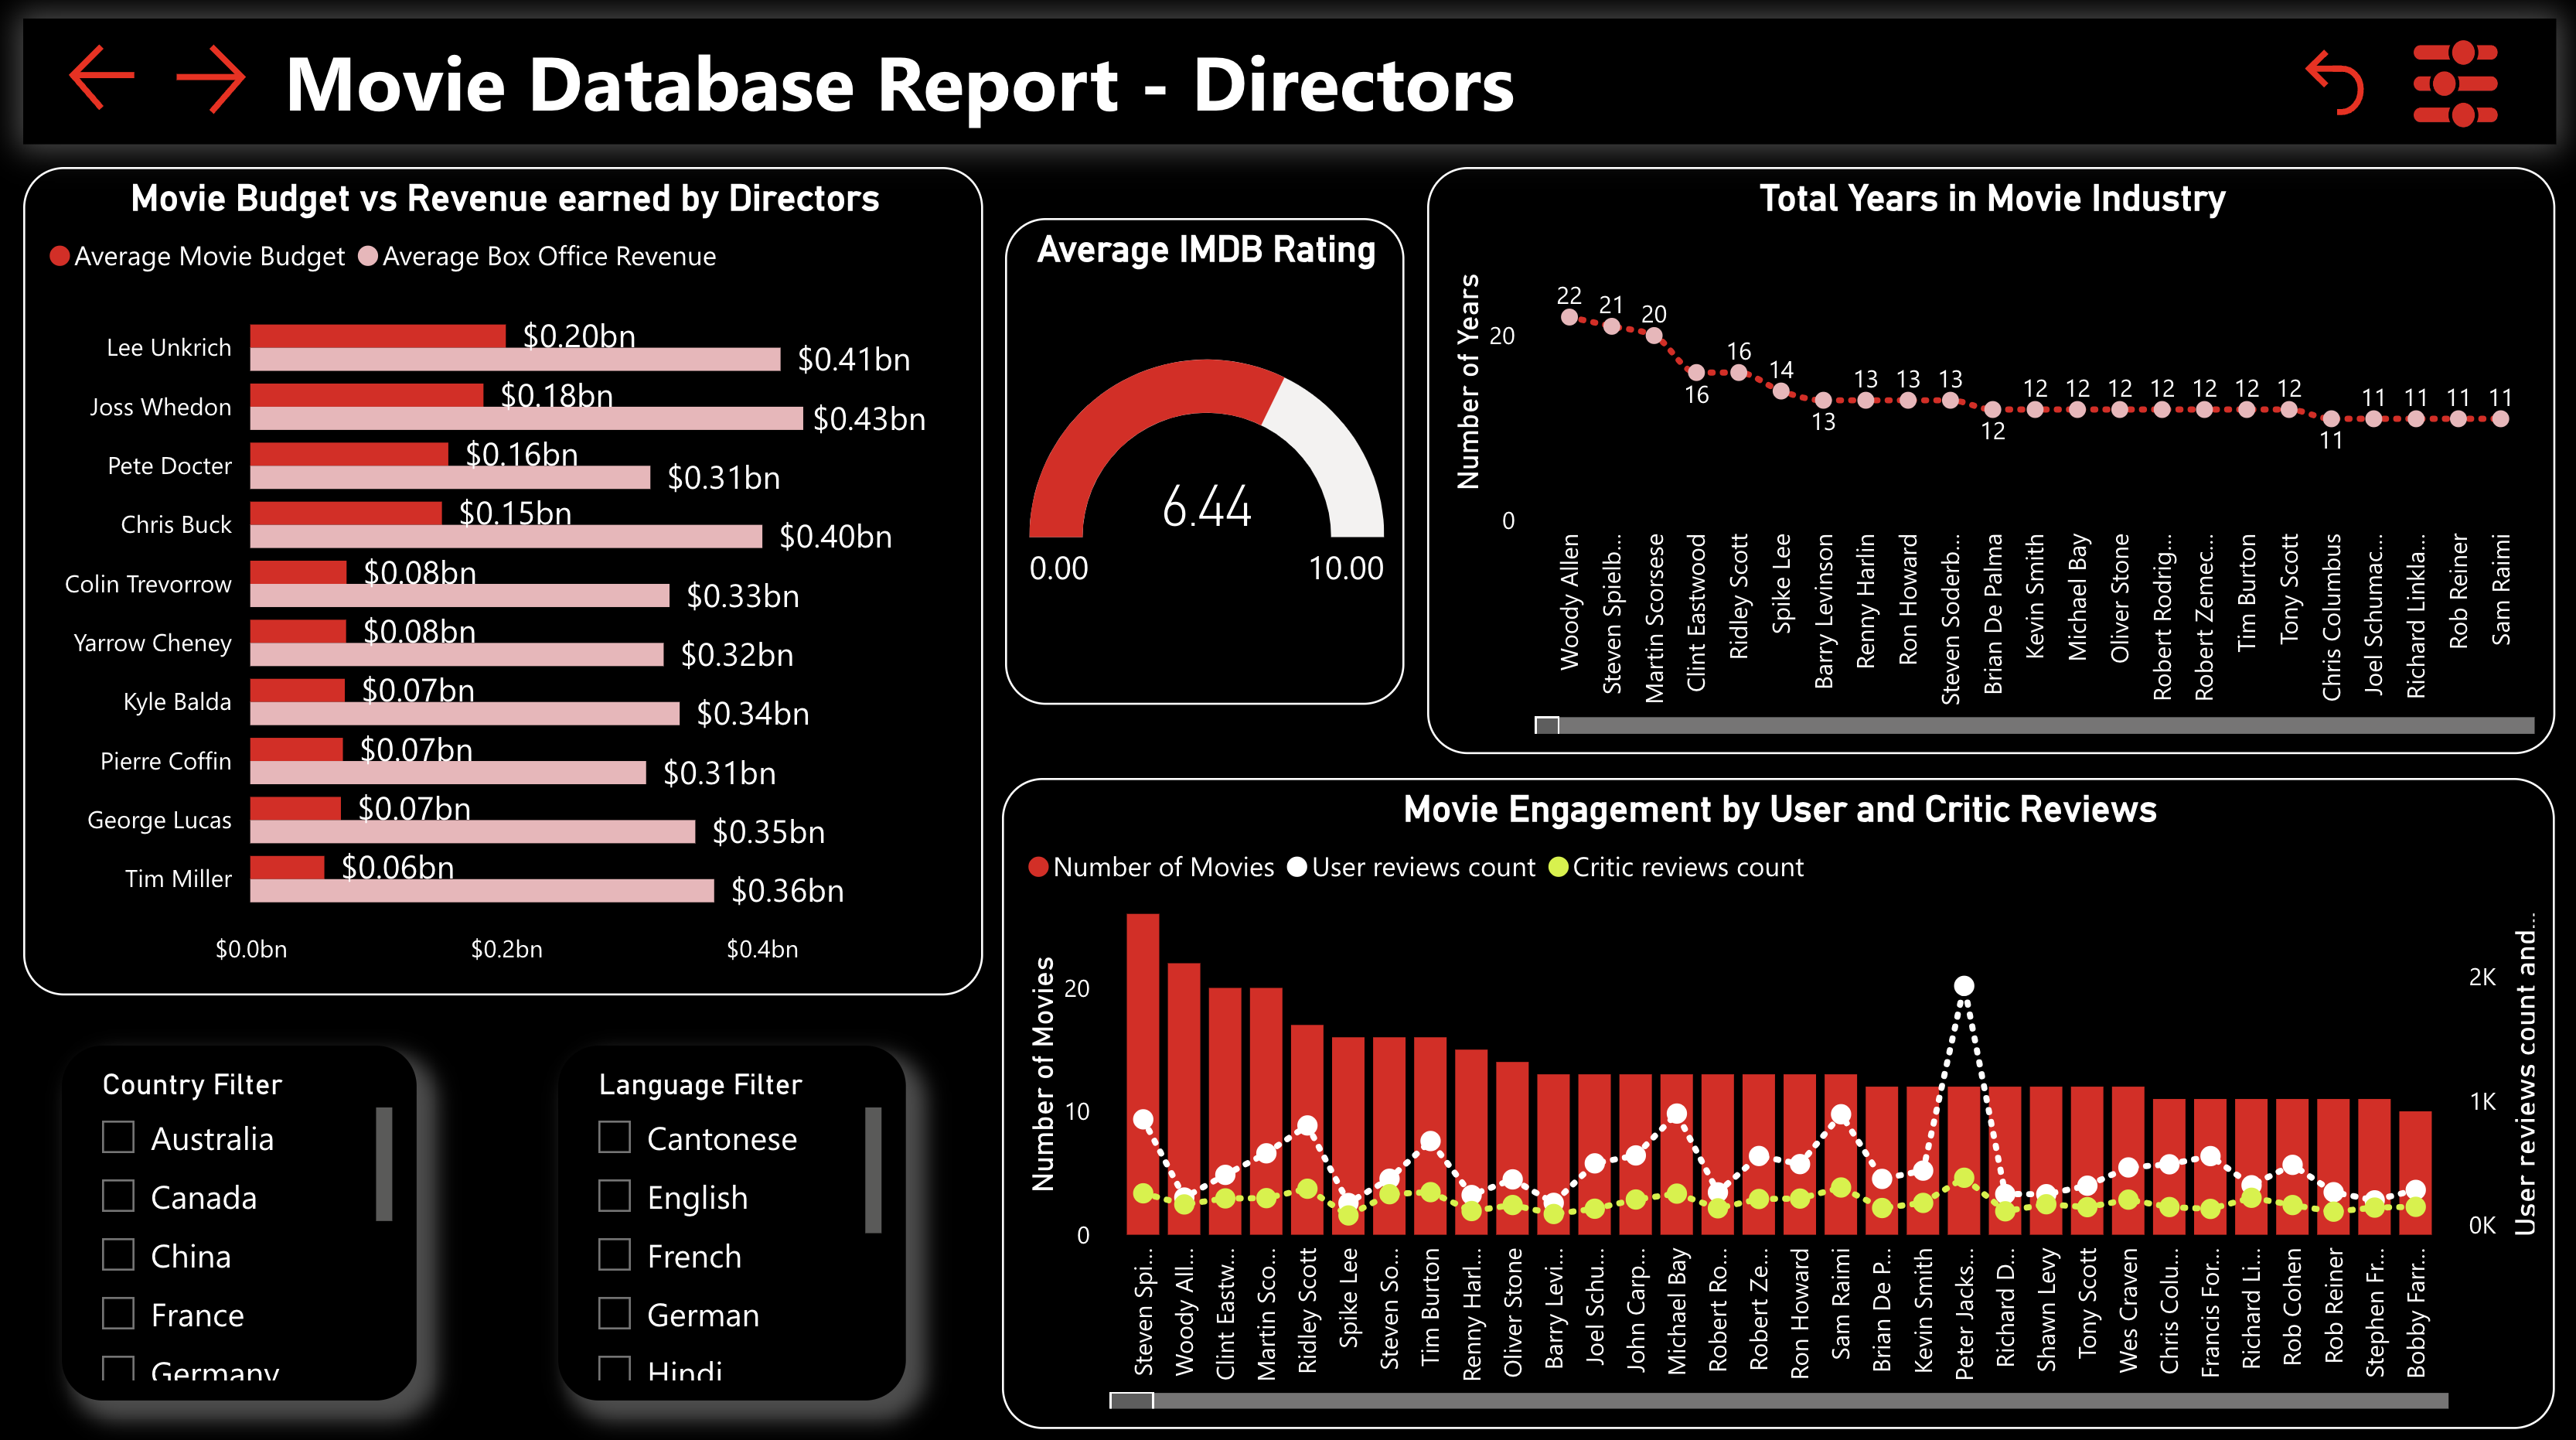 Movie Database Report - Directors
Movie Budget vs Revenue earned by Directors
Average Movie Budget
Average Box Office Revenue
Lee Unkrich
$0.20bn
$0.41bn
Joss Whedon
$0.18bn
$0.43bn
Pete Docter
$0.16bn
$0.31bn
Chris Buck
$0.15bn
$0.40bn
Colin Trevorrow
$0.08bn
$0.33bn
Yarrow Cheney
$0.08bn
$0.32bn
Kyle Balda
$0.07bn
$0.34bn
Pierre Coffin
$0.07bn
$0.31bn
George Lucas
$0.07bn
$0.35bn
Tim Miller
$0.06bn
$0.36bn
$0.0bn
$0.2bn
$0.4bn
Average IMDB Rating
6.44
0.00
10.00
Total Years in Movie Industry
Number of Years
20
0
22
21
20
16
16
14
13
13
13
13
12
12
12
12
12
12
12
12
11
11
11
11
11
Woody Allen
Steven Spielb...
Martin Scorsese
Clint Eastwood
Ridley Scott
Spike Lee
Barry Levinson
Renny Harlin
Ron Howard
Steven Soderb...
Brian De Palma
Kevin Smith
Michael Bay
Oliver Stone
Robert Rodrig...
Robert Zemec...
Tim Burton
Tony Scott
Chris Columbus
Joel Schumac...
Richard Linkla...
Rob Reiner
Sam Raimi
Movie Engagement by User and Critic Reviews
Number of Movies
User reviews count
Critic reviews count
Number of Movies
20
10
0
2K
1K
0K
User reviews count and...
Steven Spi...
Woody All...
Clint Eastw...
Martin Sco...
Ridley Scott
Spike Lee
Steven So...
Tim Burton
Renny Harl...
Oliver Stone
Barry Levi...
Joel Schu...
John Carp...
Michael Bay
Robert Ro...
Robert Ze...
Ron Howard
Sam Raimi
Brian De P...
Kevin Smith
Peter Jacks...
Richard D...
Shawn Levy
Tony Scott
Wes Craven
Chris Colu...
Francis For...
Richard Li...
Rob Cohen
Rob Reiner
Stephen Fr...
Bobby Farr...
Country Filter
Australia
Canada
China
France
Germany
Language Filter
Cantonese
English
French
German
Hindi